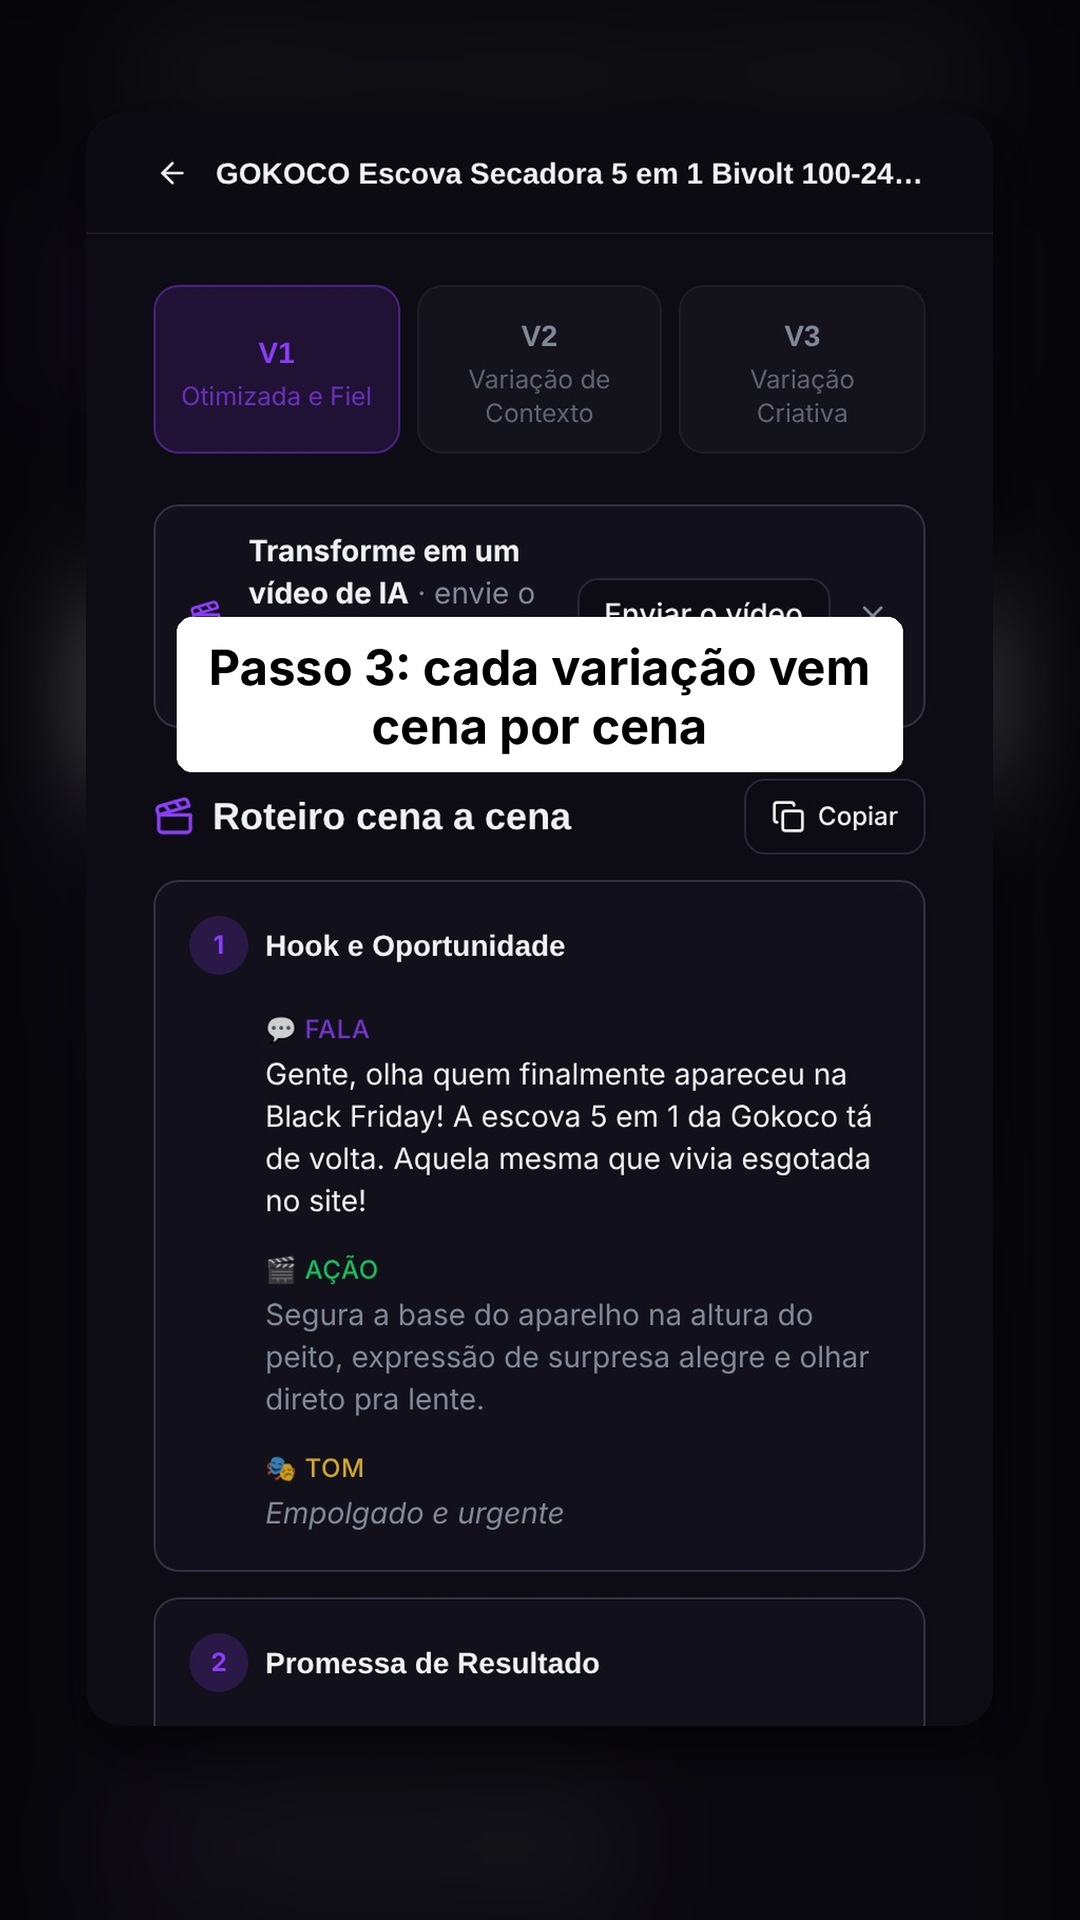 GOKOCO Escova Secadora 5 em 1 Bivolt 100-24...
V1
Otimizada e Fiel
V2
Variação de
Contexto
V3
Variação
Criativa
Transforme em um
vídeo de IA · envie o
Enviar o vídeo
Passo 3: cada variação vem
cena por cena
Roteiro cena a cena
Copiar
1
Hook e Oportunidade
💬 FALA
Gente, olha quem finalmente apareceu na
Black Friday! A escova 5 em 1 da Gokoco tá
de volta. Aquela mesma que vivia esgotada
no site!
🎬 AÇÃO
Segura a base do aparelho na altura do
peito, expressão de surpresa alegre e olhar
direto pra lente.
🎭 TOM
Empolgado e urgente
2
Promessa de Resultado